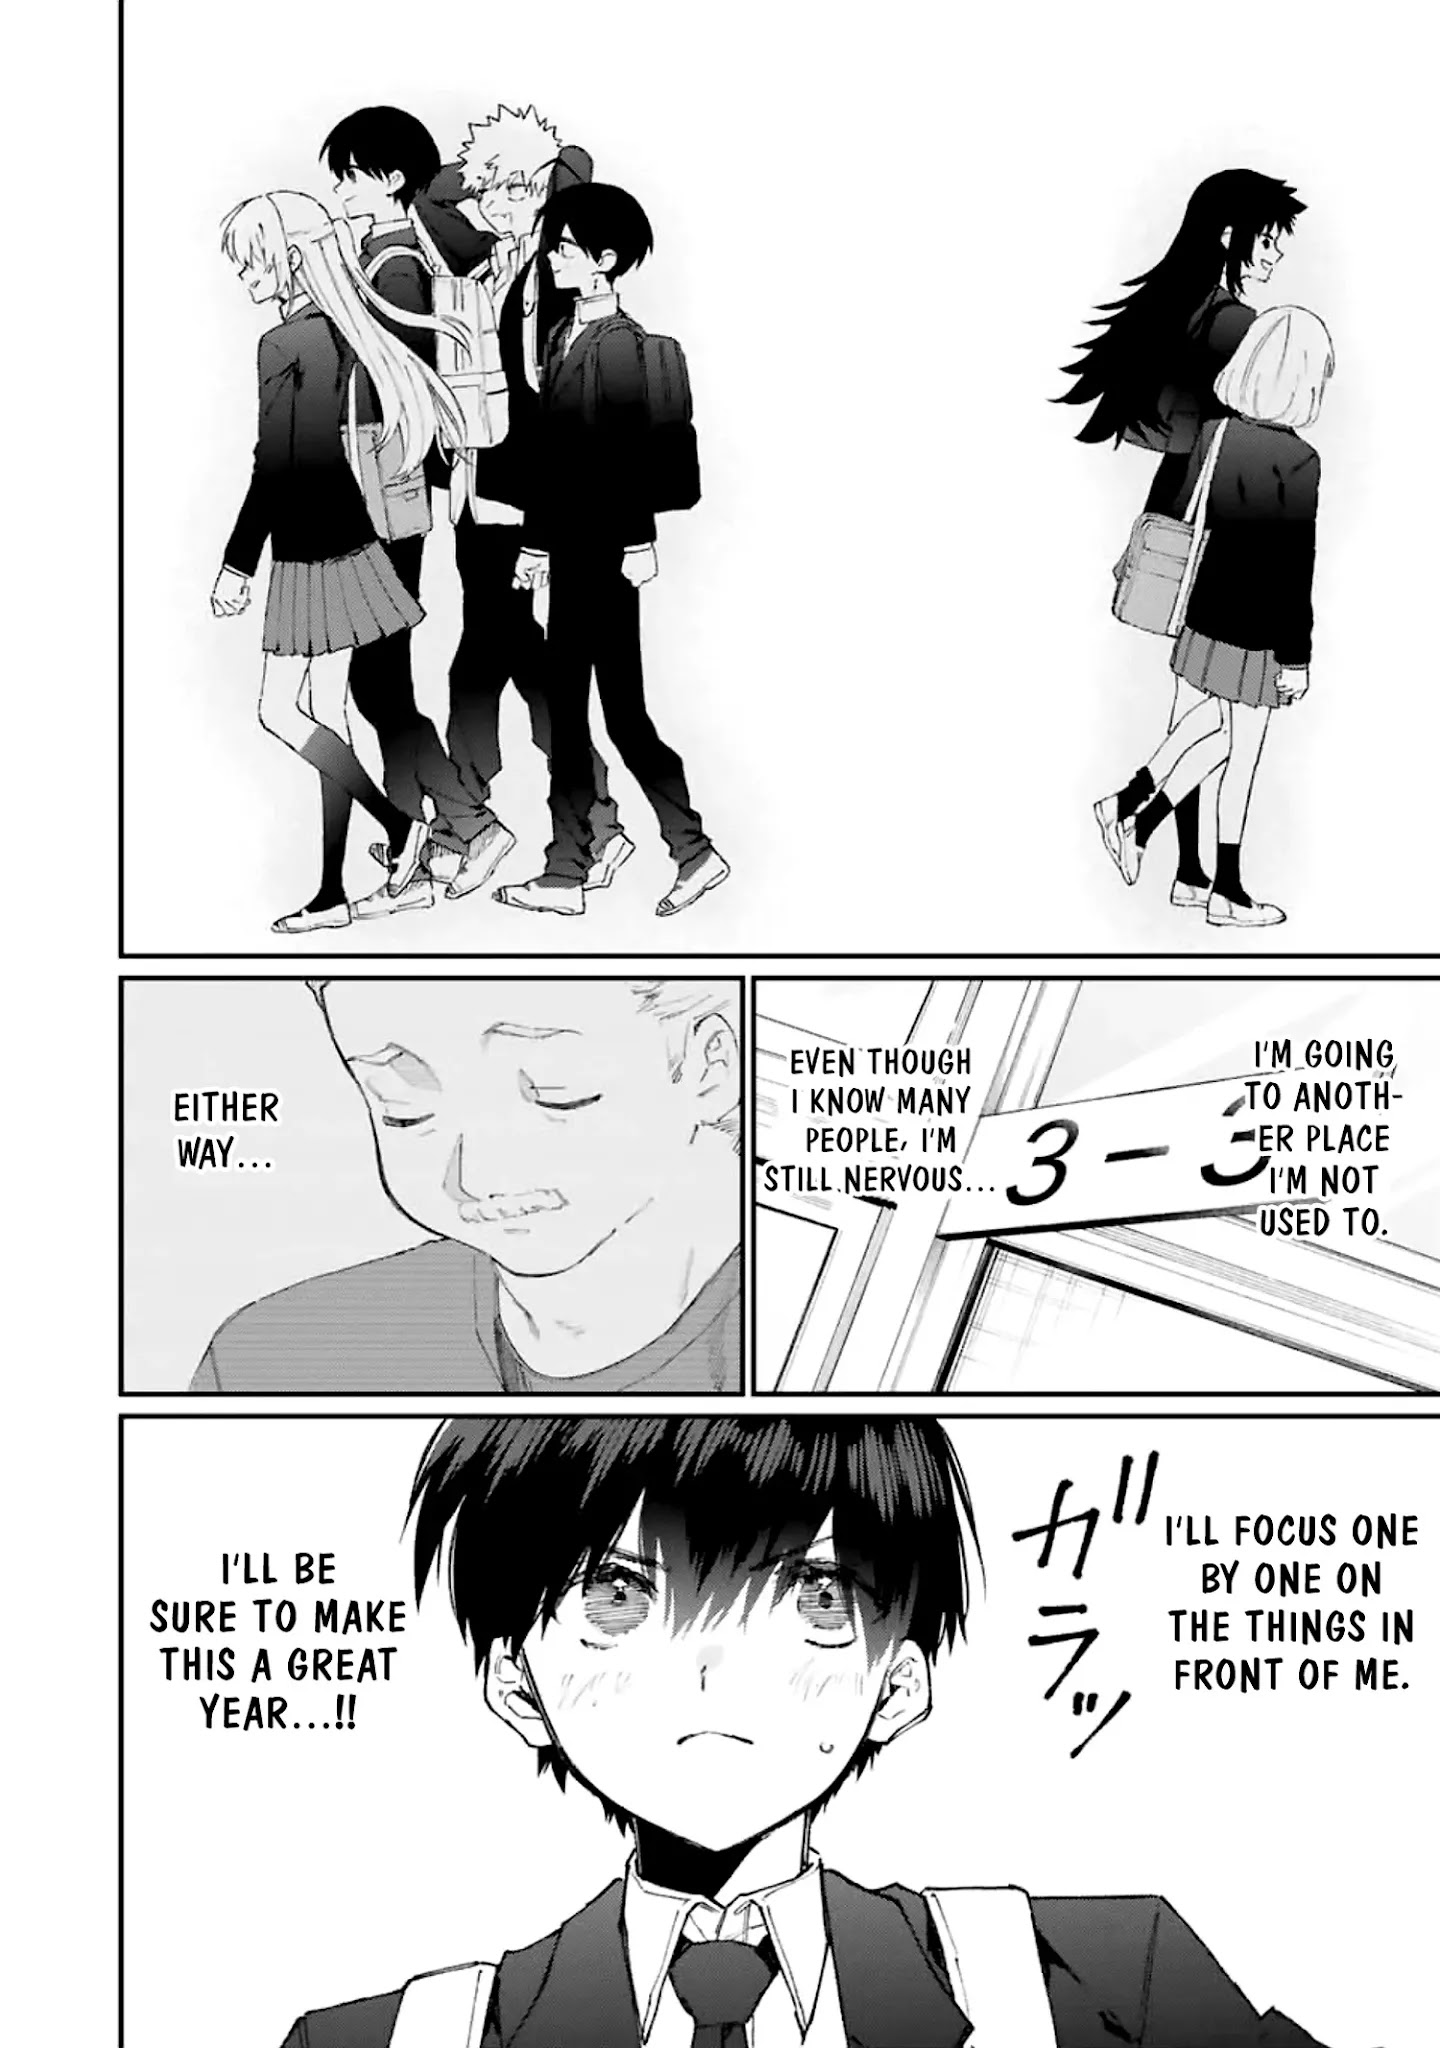 I'M GOING
TO ANOTH-
ER PLACE
I'M NOT
USED TO.
3-3
EVEN THOUGH
I KNOW MANY
PEOPLE, I'M
STILL NERVOUS...
EITHER
WAY...
I'LL FOCUS ONE
BY ONE ON
THE THINGS IN
FRONT OF ME.
ガラッ
I'LL BE
SURE TO MAKE
THIS A GREAT
YEAR...!!